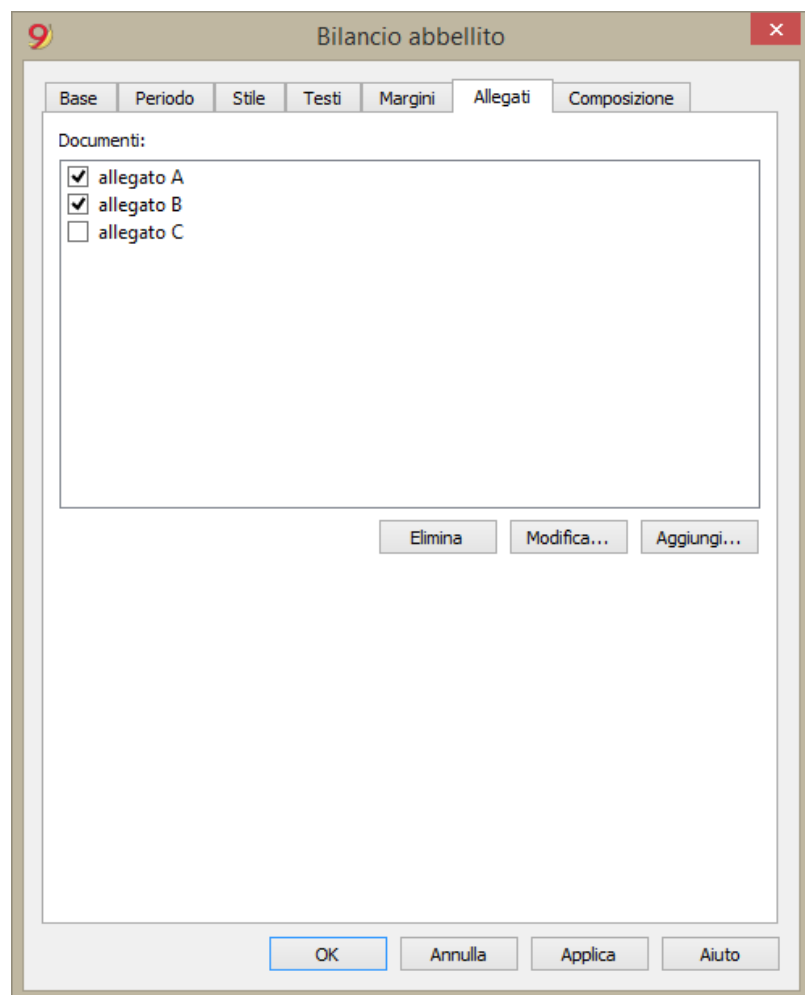 9 Bilancio abbellito
Base Periodo Stile Testi Margini Allegati Composizione
Documenti:
allegato A
allegato B
allegato C
Elimina Modifica... Aggiungi...
OK Annulla Applica Aiuto